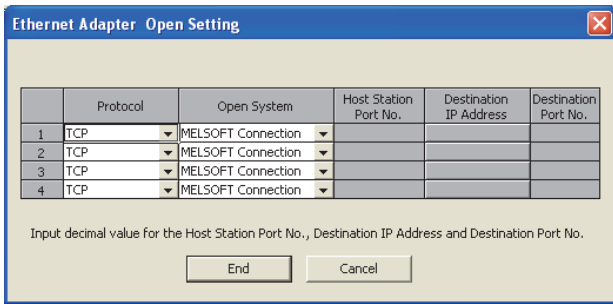 Ethernet Adapter Open Setting
Protocol Open System Host Station Port No. Destination IP Address Destination Port No.
1 TCP MELSOFT Connection
2 TCP MELSOFT Connection
3 TCP MELSOFT Connection
4 TCP MELSOFT Connection
Input decimal value for the Host Station Port No., Destination IP Address and Destination Port No.
End Cancel